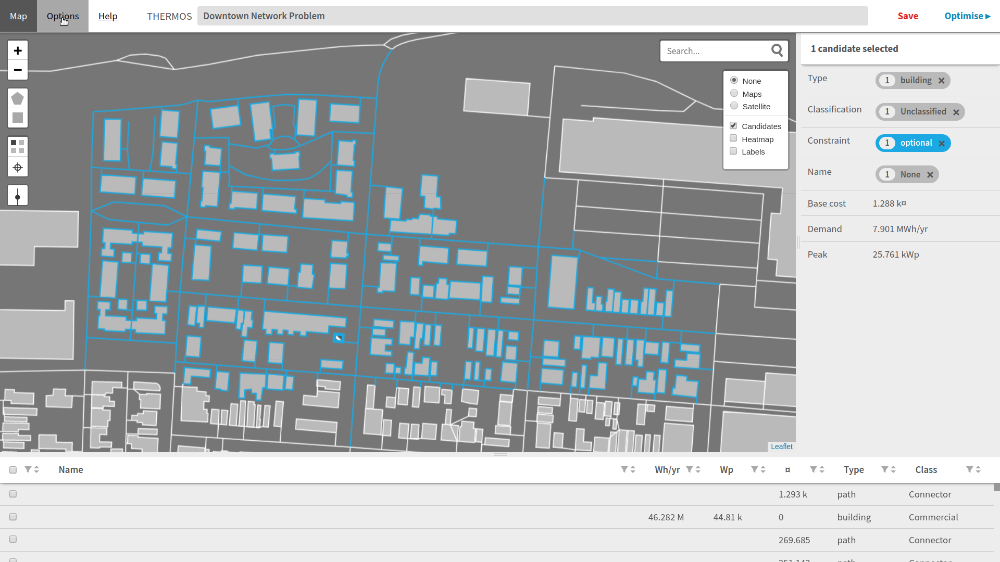 Map Options Help THERMOS Downtown Network Problem Save Optimise ▸
+
−
Search...
None
Maps
Satellite
Candidates
Heatmap
Labels
Leaflet
1 candidate selected
Type 1 building ×
Classification 1 Unclassified ×
Constraint 1 optional ×
Name 1 None ×
Base cost 1.288 k¤
Demand 7.901 MWh/yr
Peak 25.761 kWp
Name Wh/yr Wp ¤ Type Class
1.293 k path Connector
46.282 M 44.81 k 0 building Commercial
269.685 path Connector